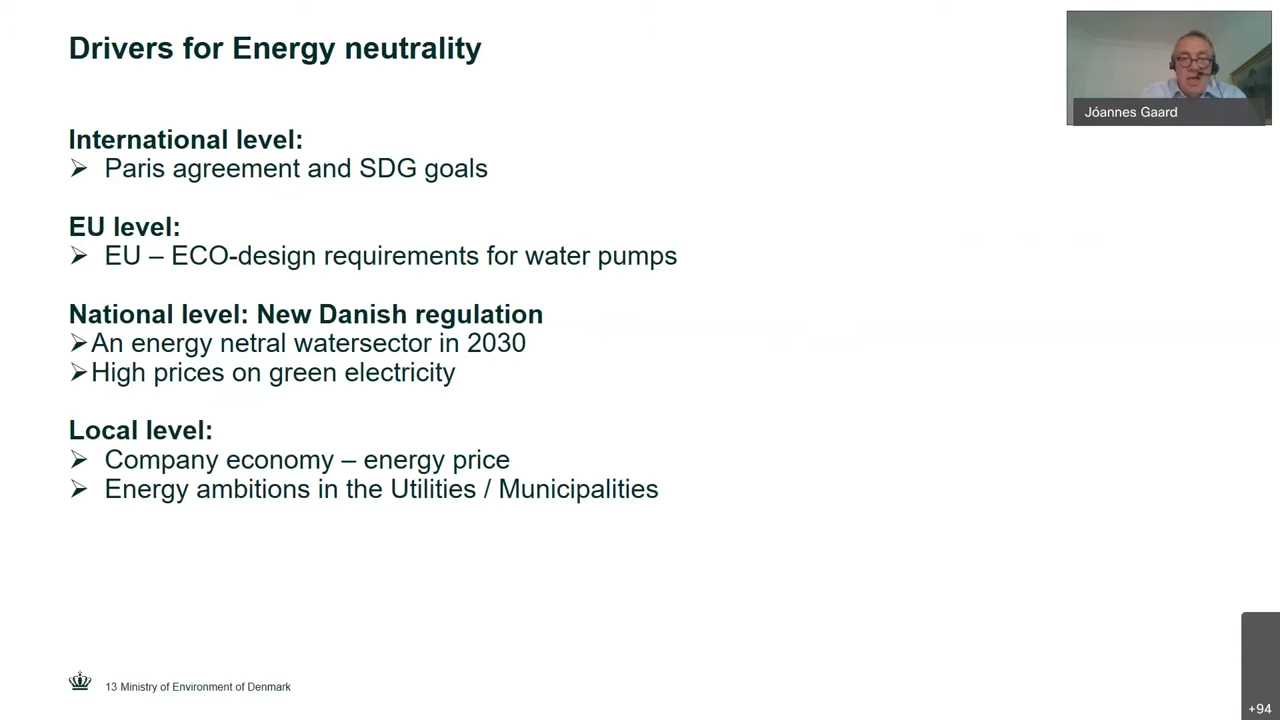 Drivers for Energy neutrality
Jóannes Gaard
International level:
➢ Paris agreement and SDG goals
EU level:
➢ EU – ECO-design requirements for water pumps
National level: New Danish regulation
➢An energy netral watersector in 2030
➢High prices on green electricity
Local level:
➢ Company economy – energy price
➢ Energy ambitions in the Utilities / Municipalities
13 Ministry of Environment of Denmark
+94